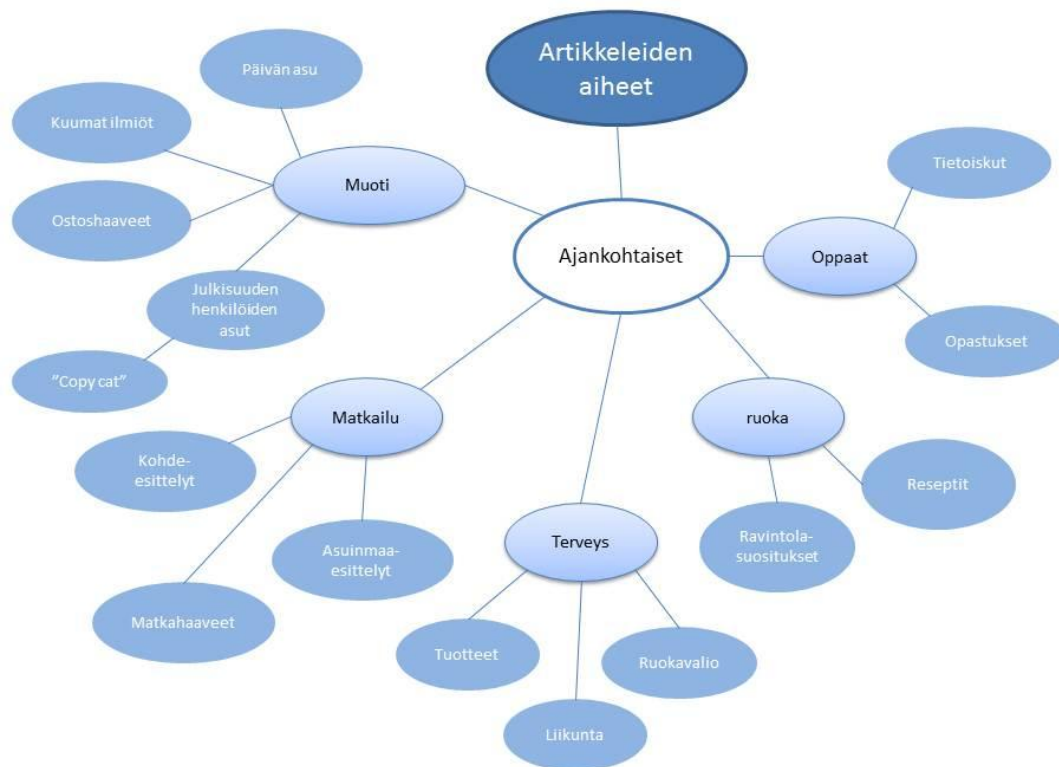 Artikkeleiden
aiheet
Päivän asu
Kuumat ilmiöt
Muoti
Ostoshaaveet
Julkisuuden
henkilöiden
asut
”Copy cat”
Ajankohtaiset
Tietoiskut
Oppaat
Opastukset
Matkailu
Kohde-
esittelyt
Asuinmaa-
esittelyt
Matkahaaveet
ruoka
Reseptit
Ravintola-
suositukset
Terveys
Tuotteet
Ruokavalio
Liikunta